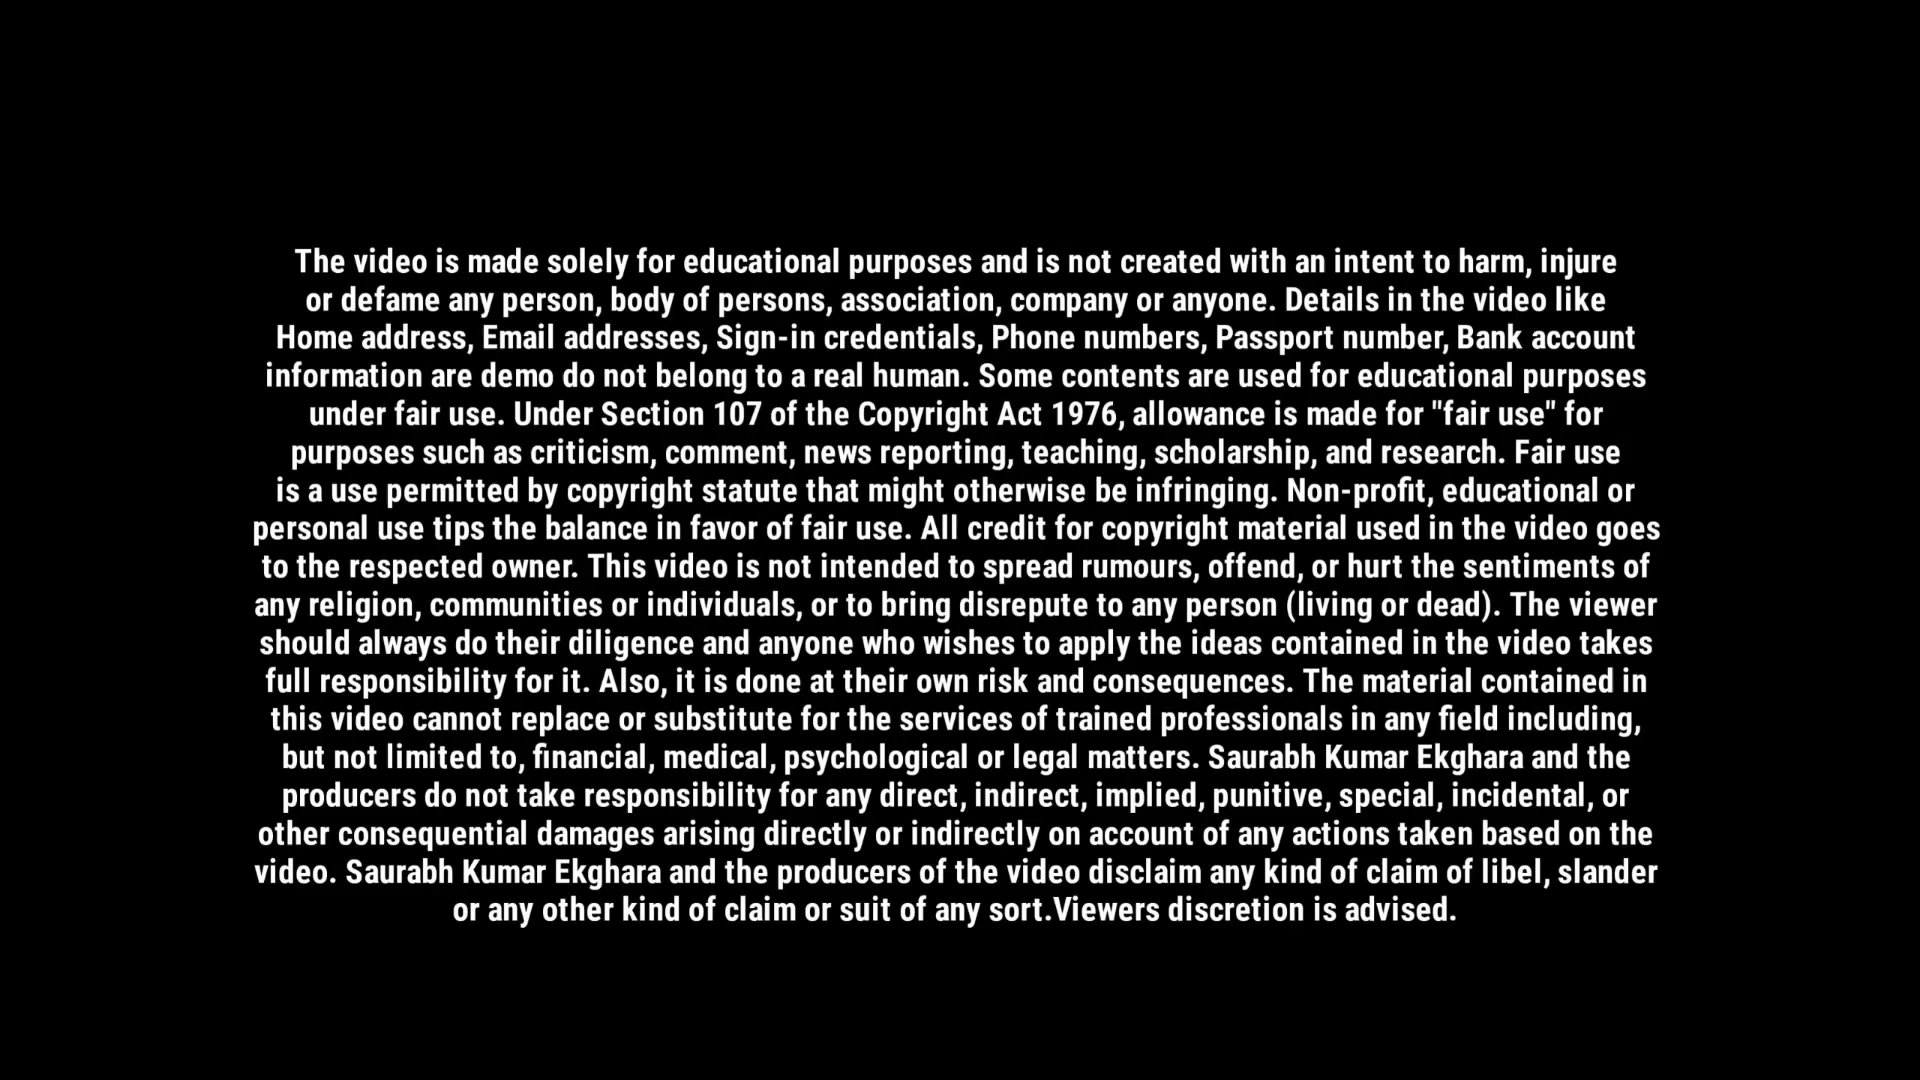 The video is made solely for educational purposes and is not created with an intent to harm, injure
or defame any person, body of persons, association, company or anyone. Details in the video like
Home address, Email addresses, Sign-in credentials, Phone numbers, Passport number, Bank account
information are demo do not belong to a real human. Some contents are used for educational purposes
under fair use. Under Section 107 of the Copyright Act 1976, allowance is made for "fair use" for
purposes such as criticism, comment, news reporting, teaching, scholarship, and research. Fair use
is a use permitted by copyright statute that might otherwise be infringing. Non-profit, educational or
personal use tips the balance in favor of fair use. All credit for copyright material used in the video goes
to the respected owner. This video is not intended to spread rumours, offend, or hurt the sentiments of
any religion, communities or individuals, or to bring disrepute to any person (living or dead). The viewer
should always do their diligence and anyone who wishes to apply the ideas contained in the video takes
full responsibility for it. Also, it is done at their own risk and consequences. The material contained in
this video cannot replace or substitute for the services of trained professionals in any field including,
but not limited to, financial, medical, psychological or legal matters. Saurabh Kumar Ekghara and the
producers do not take responsibility for any direct, indirect, implied, punitive, special, incidental, or
other consequential damages arising directly or indirectly on account of any actions taken based on the
video. Saurabh Kumar Ekghara and the producers of the video disclaim any kind of claim of libel, slander
or any other kind of claim or suit of any sort.Viewers discretion is advised.